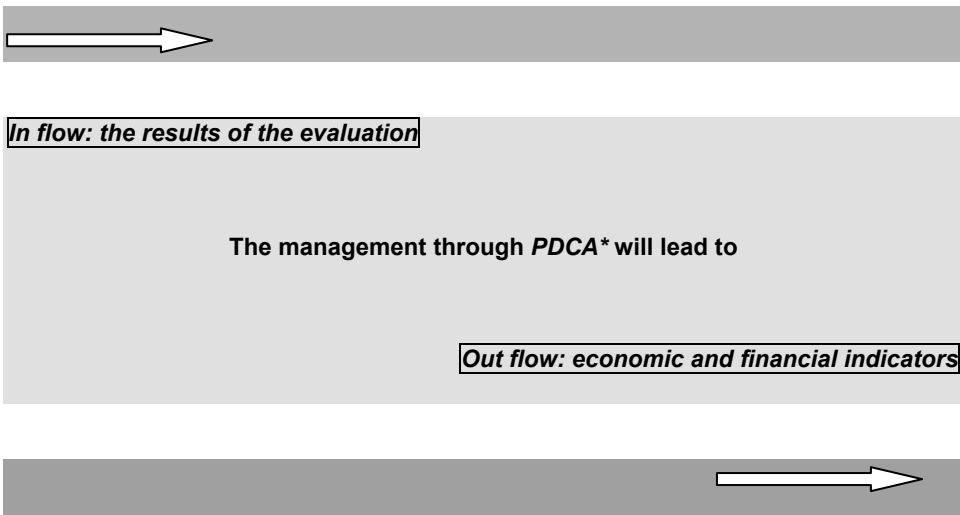 In flow: the results of the evaluation
The management through PDCA* will lead to
Out flow: economic and financial indicators